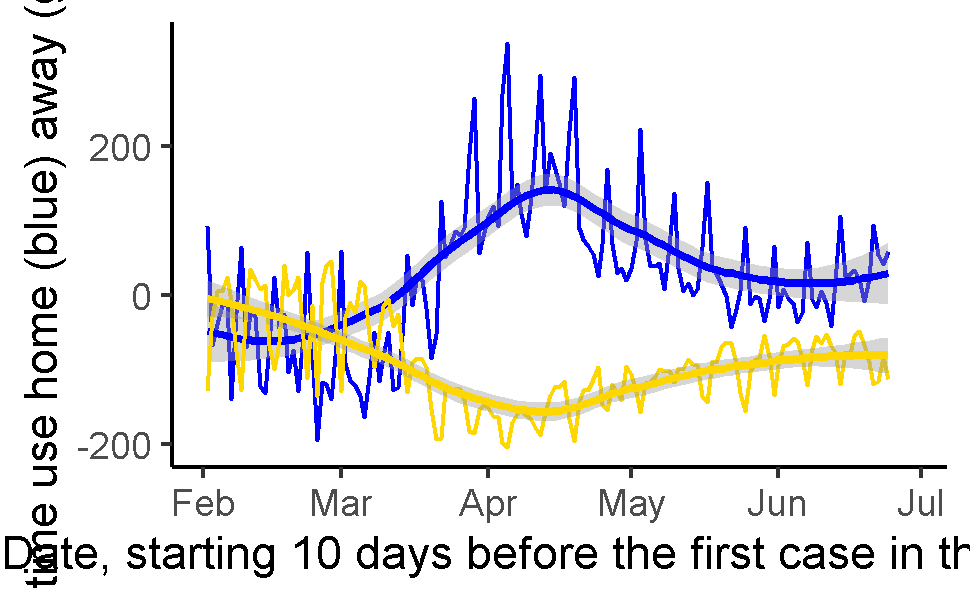 time use home (blue) away (
200
0
-200
Feb Mar Apr May Jun Jul
Date, starting 10 days before the first case in th